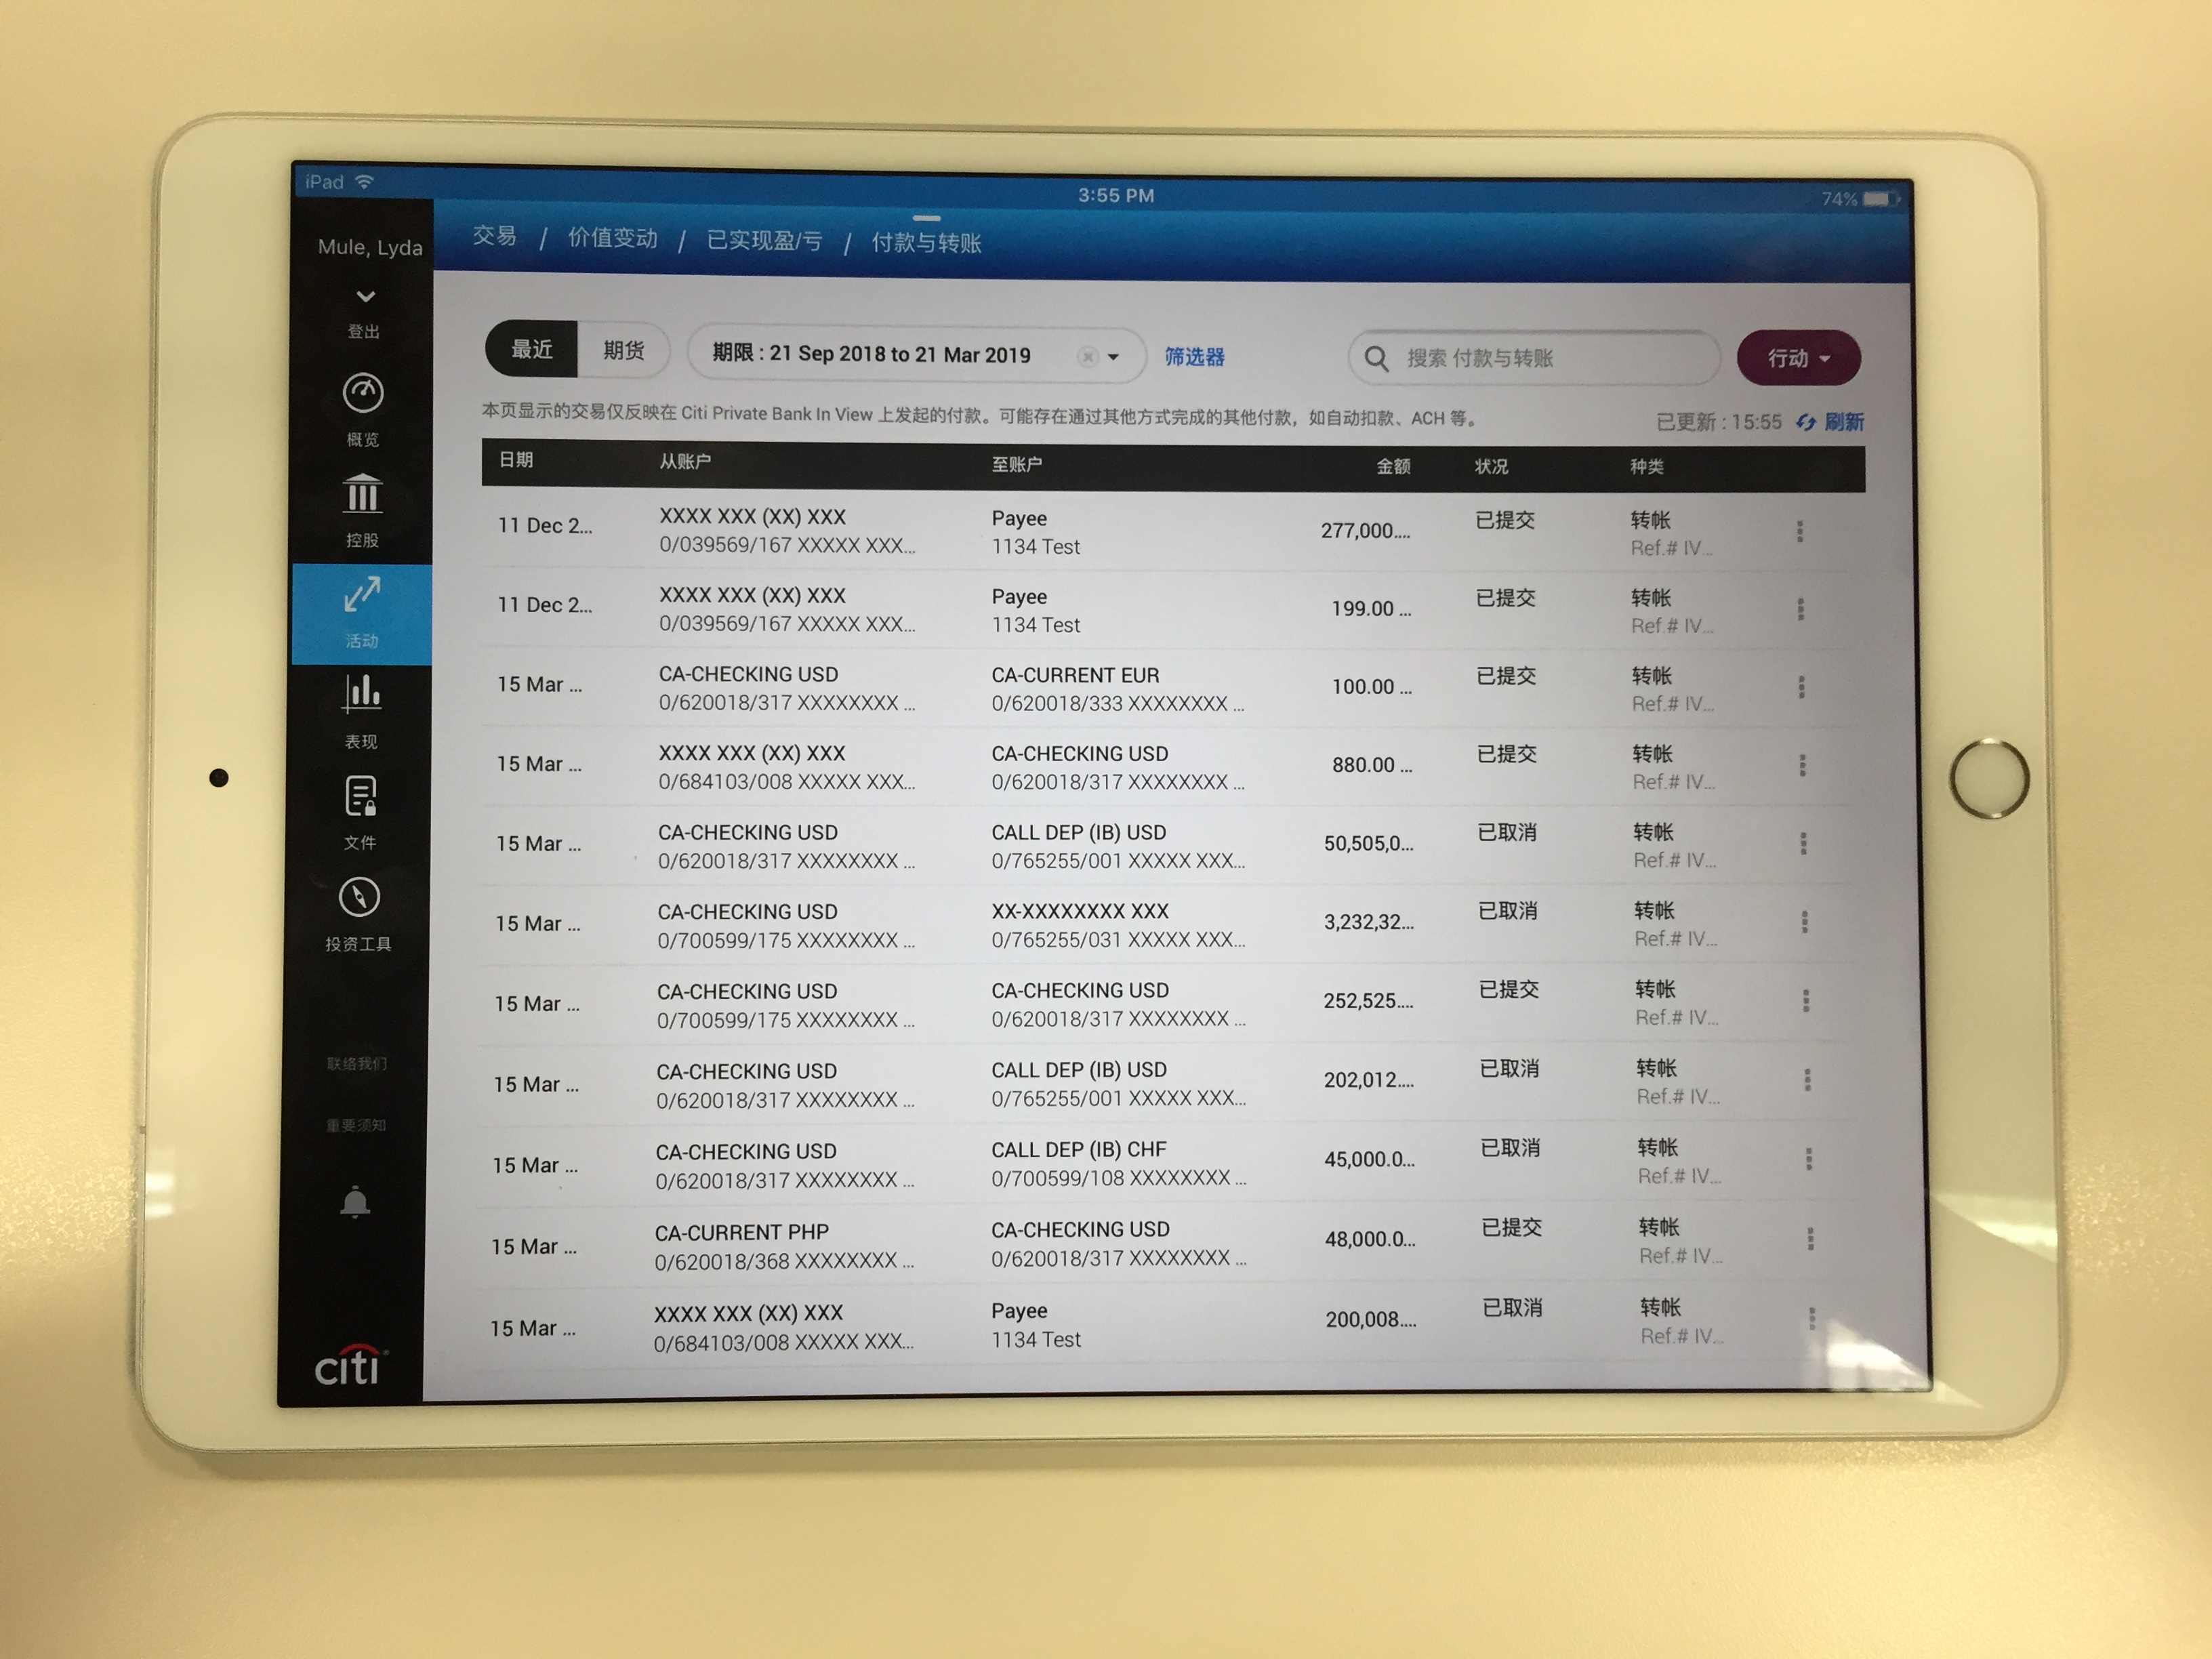 iPad
3:55 PM
74%
Mule, Lyda
登出
概览
控股
活动
表现
文件
投资工具
联络我们
重要须知
citi
交易 / 价值变动 / 已实现盈/亏 / 付款与转账
最近 期货 期限 : 21 Sep 2018 to 21 Mar 2019 筛选器 搜索 付款与转账 行动
本页显示的交易仅反映在 Citi Private Bank In View 上发起的付款。可能存在通过其他方式完成的其他付款，如自动扣款、ACH 等。 已更新 : 15:55 刷新
日期 从账户 至账户 金额 状况 种类
11 Dec 2... XXXX XXX (XX) XXX Payee 277,000.... 已提交 转帐
0/039569/167 XXXXX XXX... 1134 Test Ref.# IV...
11 Dec 2... XXXX XXX (XX) XXX Payee 199.00 ... 已提交 转帐
0/039569/167 XXXXX XXX... 1134 Test Ref.# IV...
15 Mar ... CA-CHECKING USD CA-CURRENT EUR 100.00 ... 已提交 转帐
0/620018/317 XXXXXXXX ... 0/620018/333 XXXXXXXX ... Ref.# IV...
15 Mar ... XXXX XXX (XX) XXX CA-CHECKING USD 880.00 ... 已提交 转帐
0/684103/008 XXXXX XXX... 0/620018/317 XXXXXXXX ... Ref.# IV...
15 Mar ... CA-CHECKING USD CALL DEP (IB) USD 50,505,0... 已取消 转帐
0/620018/317 XXXXXXXX ... 0/765255/001 XXXXX XXX... Ref.# IV...
15 Mar ... CA-CHECKING USD XX-XXXXXXXX XXX 3,232,32... 已取消 转帐
0/700599/175 XXXXXXXX ... 0/765255/031 XXXXX XXX... Ref.# IV...
15 Mar ... CA-CHECKING USD CA-CHECKING USD 252,525.... 已提交 转帐
0/700599/175 XXXXXXXX ... 0/620018/317 XXXXXXXX ... Ref.# IV...
15 Mar ... CA-CHECKING USD CALL DEP (IB) USD 202,012.... 已取消 转帐
0/620018/317 XXXXXXXX ... 0/765255/001 XXXXX XXX... Ref.# IV...
15 Mar ... CA-CHECKING USD CALL DEP (IB) CHF 45,000.0... 已取消 转帐
0/620018/317 XXXXXXXX ... 0/700599/108 XXXXXXXX ... Ref.# IV...
15 Mar ... CA-CURRENT PHP CA-CHECKING USD 48,000.0... 已提交 转帐
0/620018/368 XXXXXXXX ... 0/620018/317 XXXXXXXX ... Ref.# IV...
15 Mar ... XXXX XXX (XX) XXX Payee 200,008.... 已取消 转帐
0/684103/008 XXXXX XXX... 1134 Test Ref.# IV...